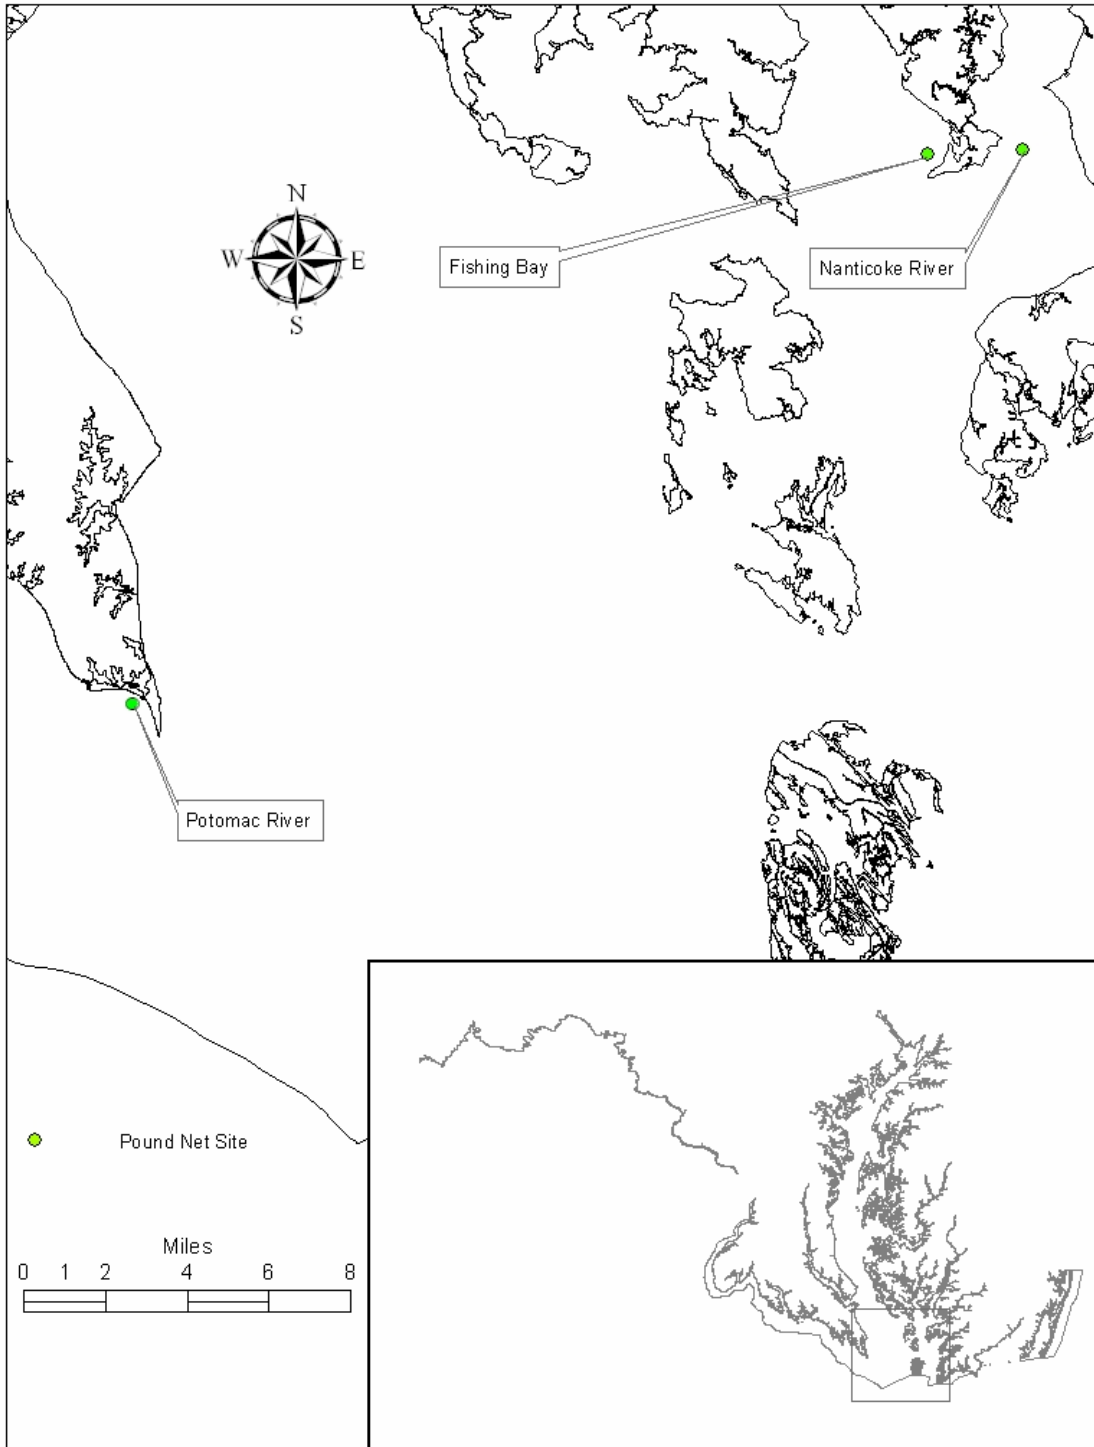 N
W E
S
Fishing Bay
Nanticoke River
Potomac River
Pound Net Site
Miles
0 1 2 4 6 8